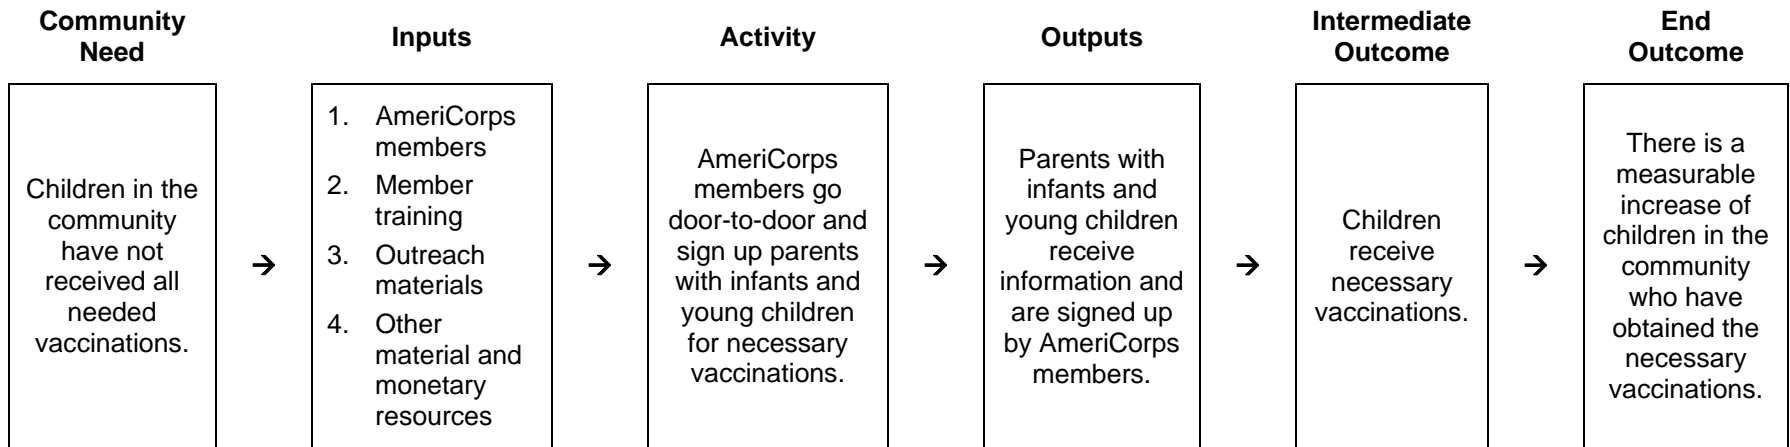 Community
Need
Inputs
Activity
Outputs
Intermediate
Outcome
End
Outcome
Children in the
community
have not
received all
needed
vaccinations.
→
1. AmeriCorps
members
2. Member
training
3. Outreach
materials
4. Other
material and
monetary
resources
→
AmeriCorps
members go
door-to-door and
sign up parents
with infants and
young children
for necessary
vaccinations.
→
Parents with
infants and
young children
receive
information and
are signed up
by AmeriCorps
members.
→
Children
receive
necessary
vaccinations.
→
There is a
measurable
increase of
children in the
community
who have
obtained the
necessary
vaccinations.